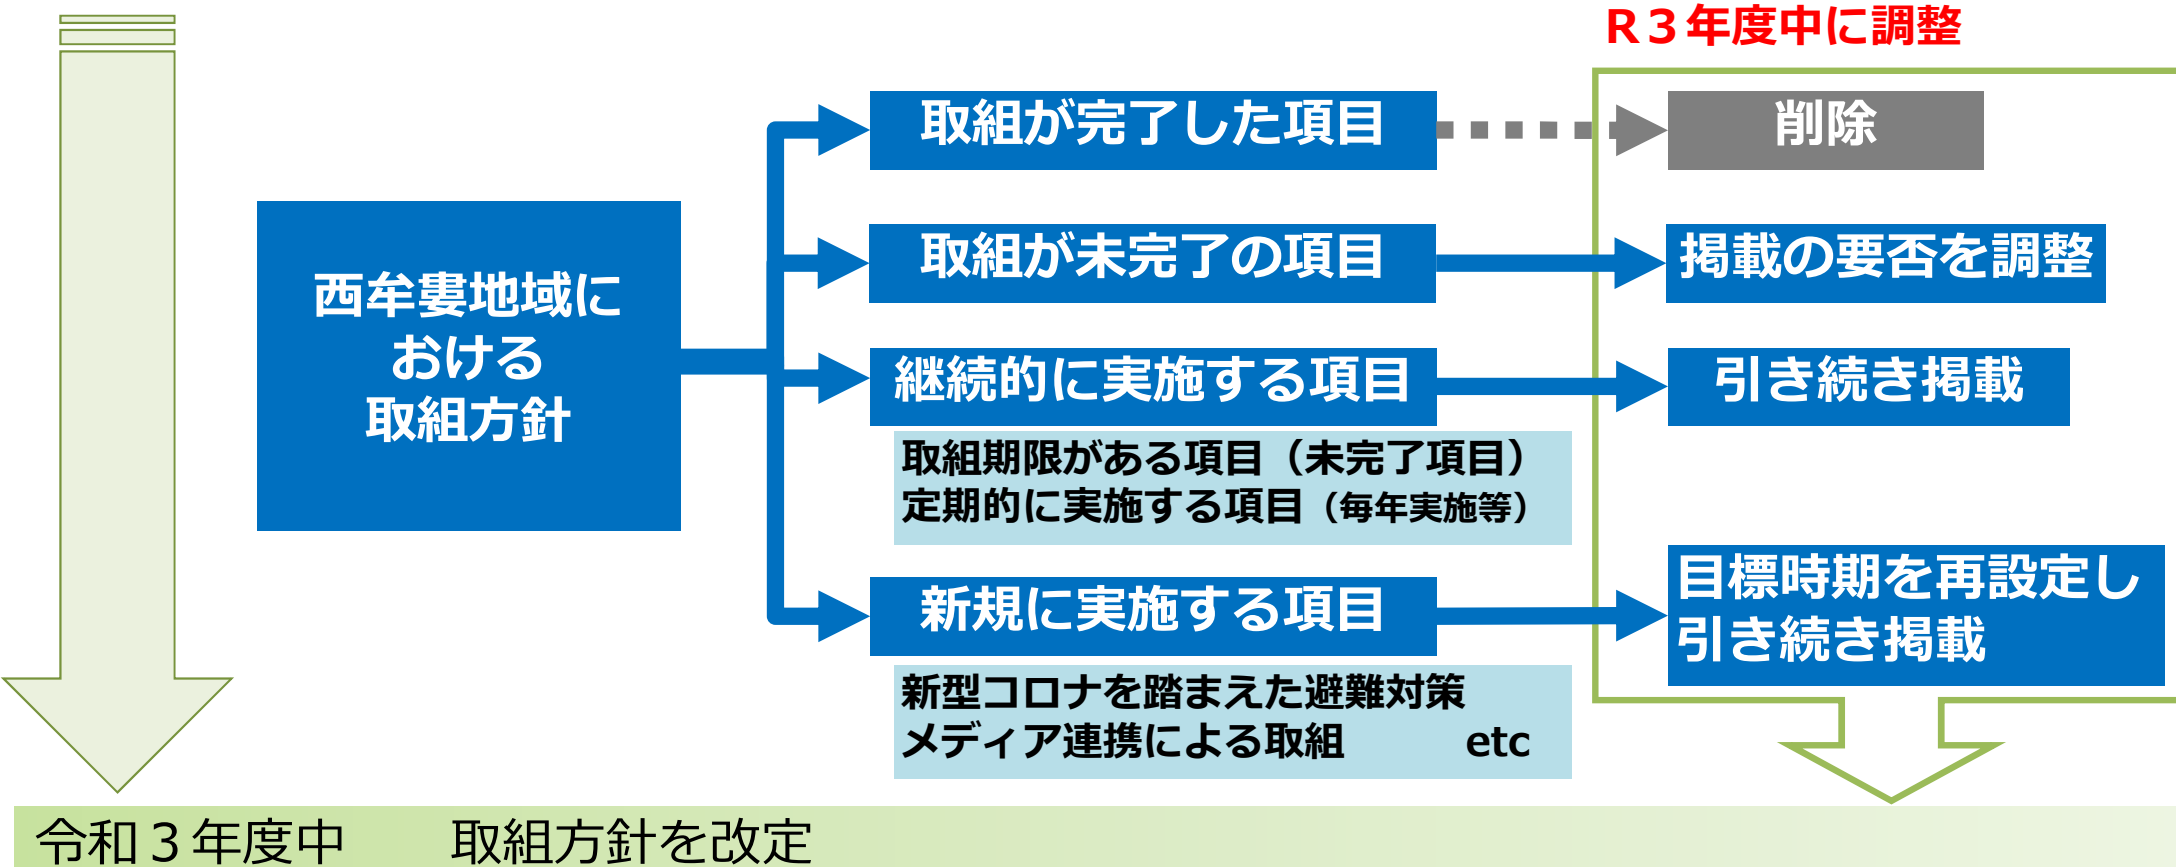 R３年度中に調整
取組が完了した項目
削除
取組が未完了の項目
掲載の要否を調整
西牟婁地域に
おける
取組方針
継続的に実施する項目
引き続き掲載
取組期限がある項目（未完了項目）
定期的に実施する項目（毎年実施等）
新規に実施する項目
目標時期を再設定し
引き続き掲載
新型コロナを踏まえた避難対策
メディア連携による取組　　　etc
令和３年度中　　取組方針を改定